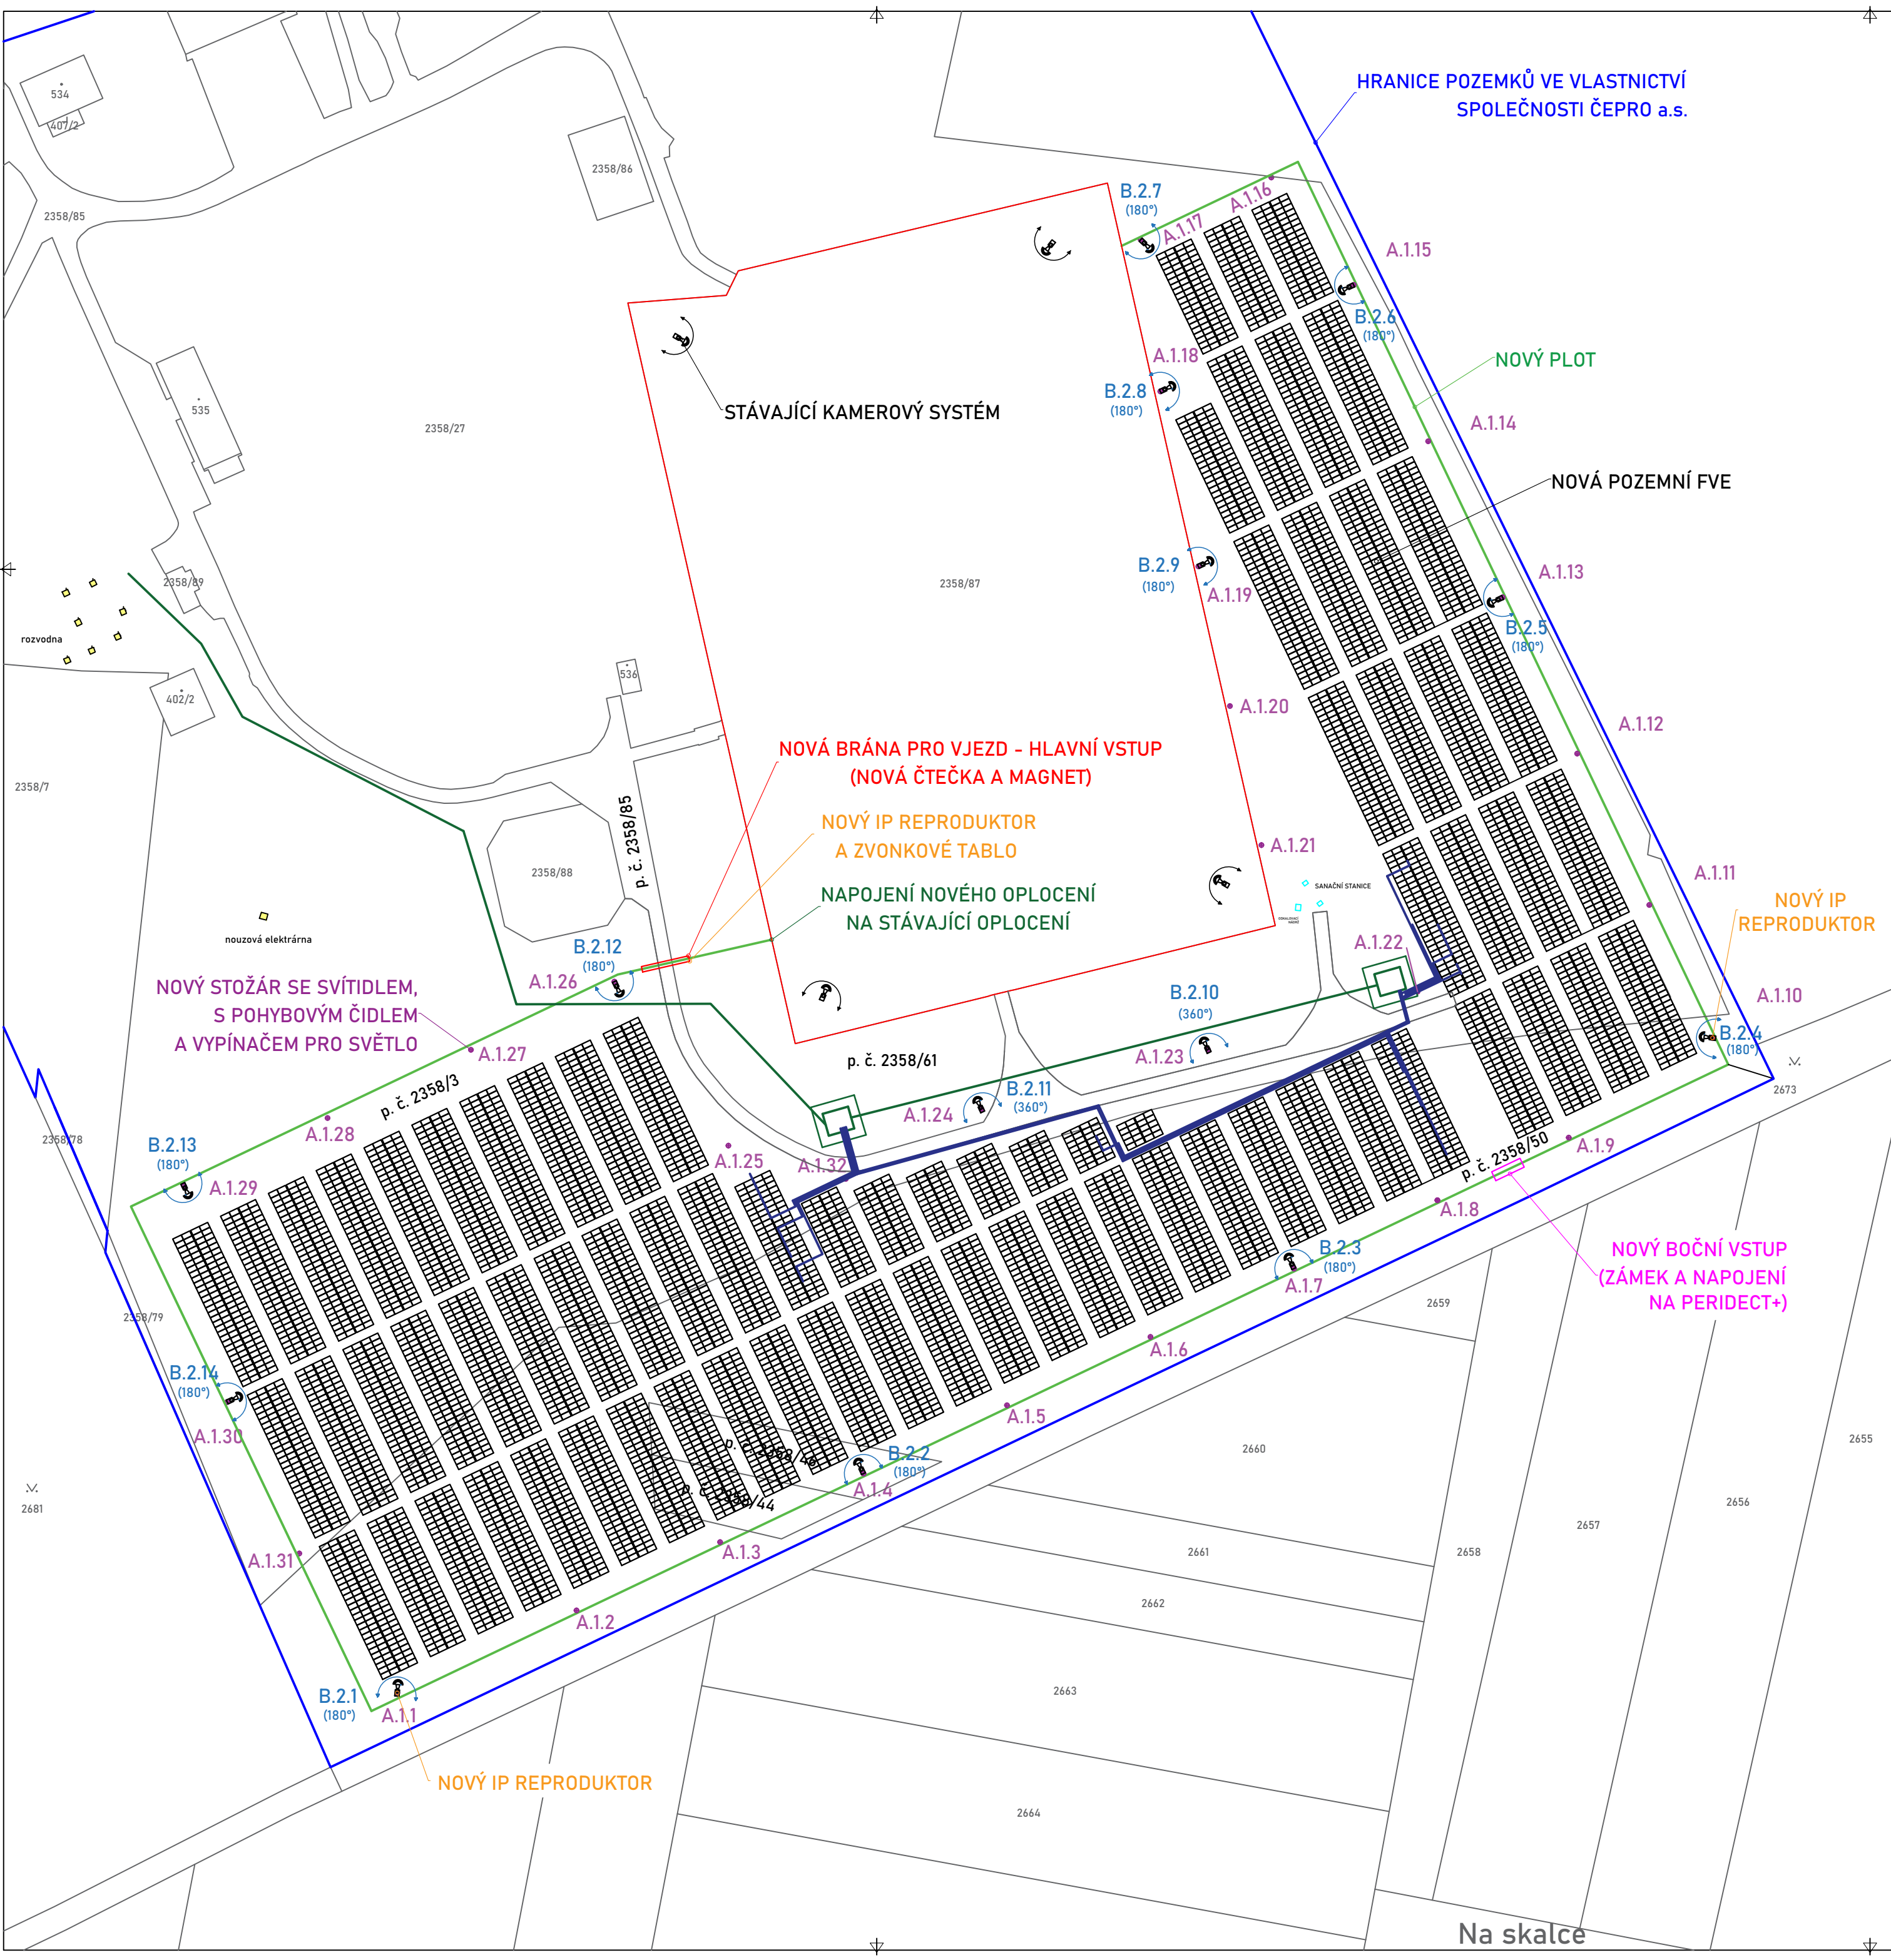 HRANICE POZEMKŮ VE VLASTNICTVÍ
SPOLEČNOSTI ČEPRO a.s.
534
407/2
2358/86
2358/85
B.2.7
(180°)
A.1.16
A.1.17
A.1.15
B.2.6
(180°)
A.1.18
NOVÝ PLOT
B.2.8
(180°)
535
STÁVAJÍCÍ KAMEROVÝ SYSTÉM
2358/27
A.1.14
NOVÁ POZEMNÍ FVE
B.2.9
(180°)
A.1.19
A.1.13
2358/89
2358/87
B.2.5
(180°)
rozvodna
536
402/2
A.1.20
A.1.12
NOVÁ BRÁNA PRO VJEZD - HLAVNÍ VSTUP
(NOVÁ ČTEČKA A MAGNET)
2358/7
p. č. 2358/85
NOVÝ IP REPRODUKTOR
A ZVONKOVÉ TABLO
A.1.21
2358/88
A.1.11
SANAČNÍ STANICE
NAPOJENÍ NOVÉHO OPLOCENÍ
NA STÁVAJÍCÍ OPLOCENÍ
NOVÝ IP
REPRODUKTOR
nouzová elektrárna
B.2.12
(180°)
A.1.22
A.1.26
NOVÝ STOŽÁR SE SVÍTIDLEM,
S POHYBOVÝM ČIDLEM
A VYPÍNAČEM PRO SVĚTLO
B.2.10
(360°)
A.1.10
B.2.4
(180°)
A.1.27
A.1.23
p. č. 2358/61
2673
p. č. 2358/3
B.2.11
(360°)
A.1.24
A.1.28
2358/78
B.2.13
(180°)
A.1.25
A.1.32
A.1.9
p. č. 2358/50
A.1.29
A.1.8
B.2.3
(180°)
A.1.7
NOVÝ BOČNÍ VSTUP
(ZÁMEK A NAPOJENÍ
NA PERIDECT+)
2659
2358/79
A.1.6
B.2.14
(180°)
A.1.30
A.1.5
2660
2655
p. č. 2358/48
B.2.2
(180°)
A.1.4
p. č. 2358/44
2656
2681
2657
A.1.3
2661
2658
A.1.31
2662
A.1.2
2663
B.2.1
(180°)
A.1.1
NOVÝ IP REPRODUKTOR
2664
Na skalce